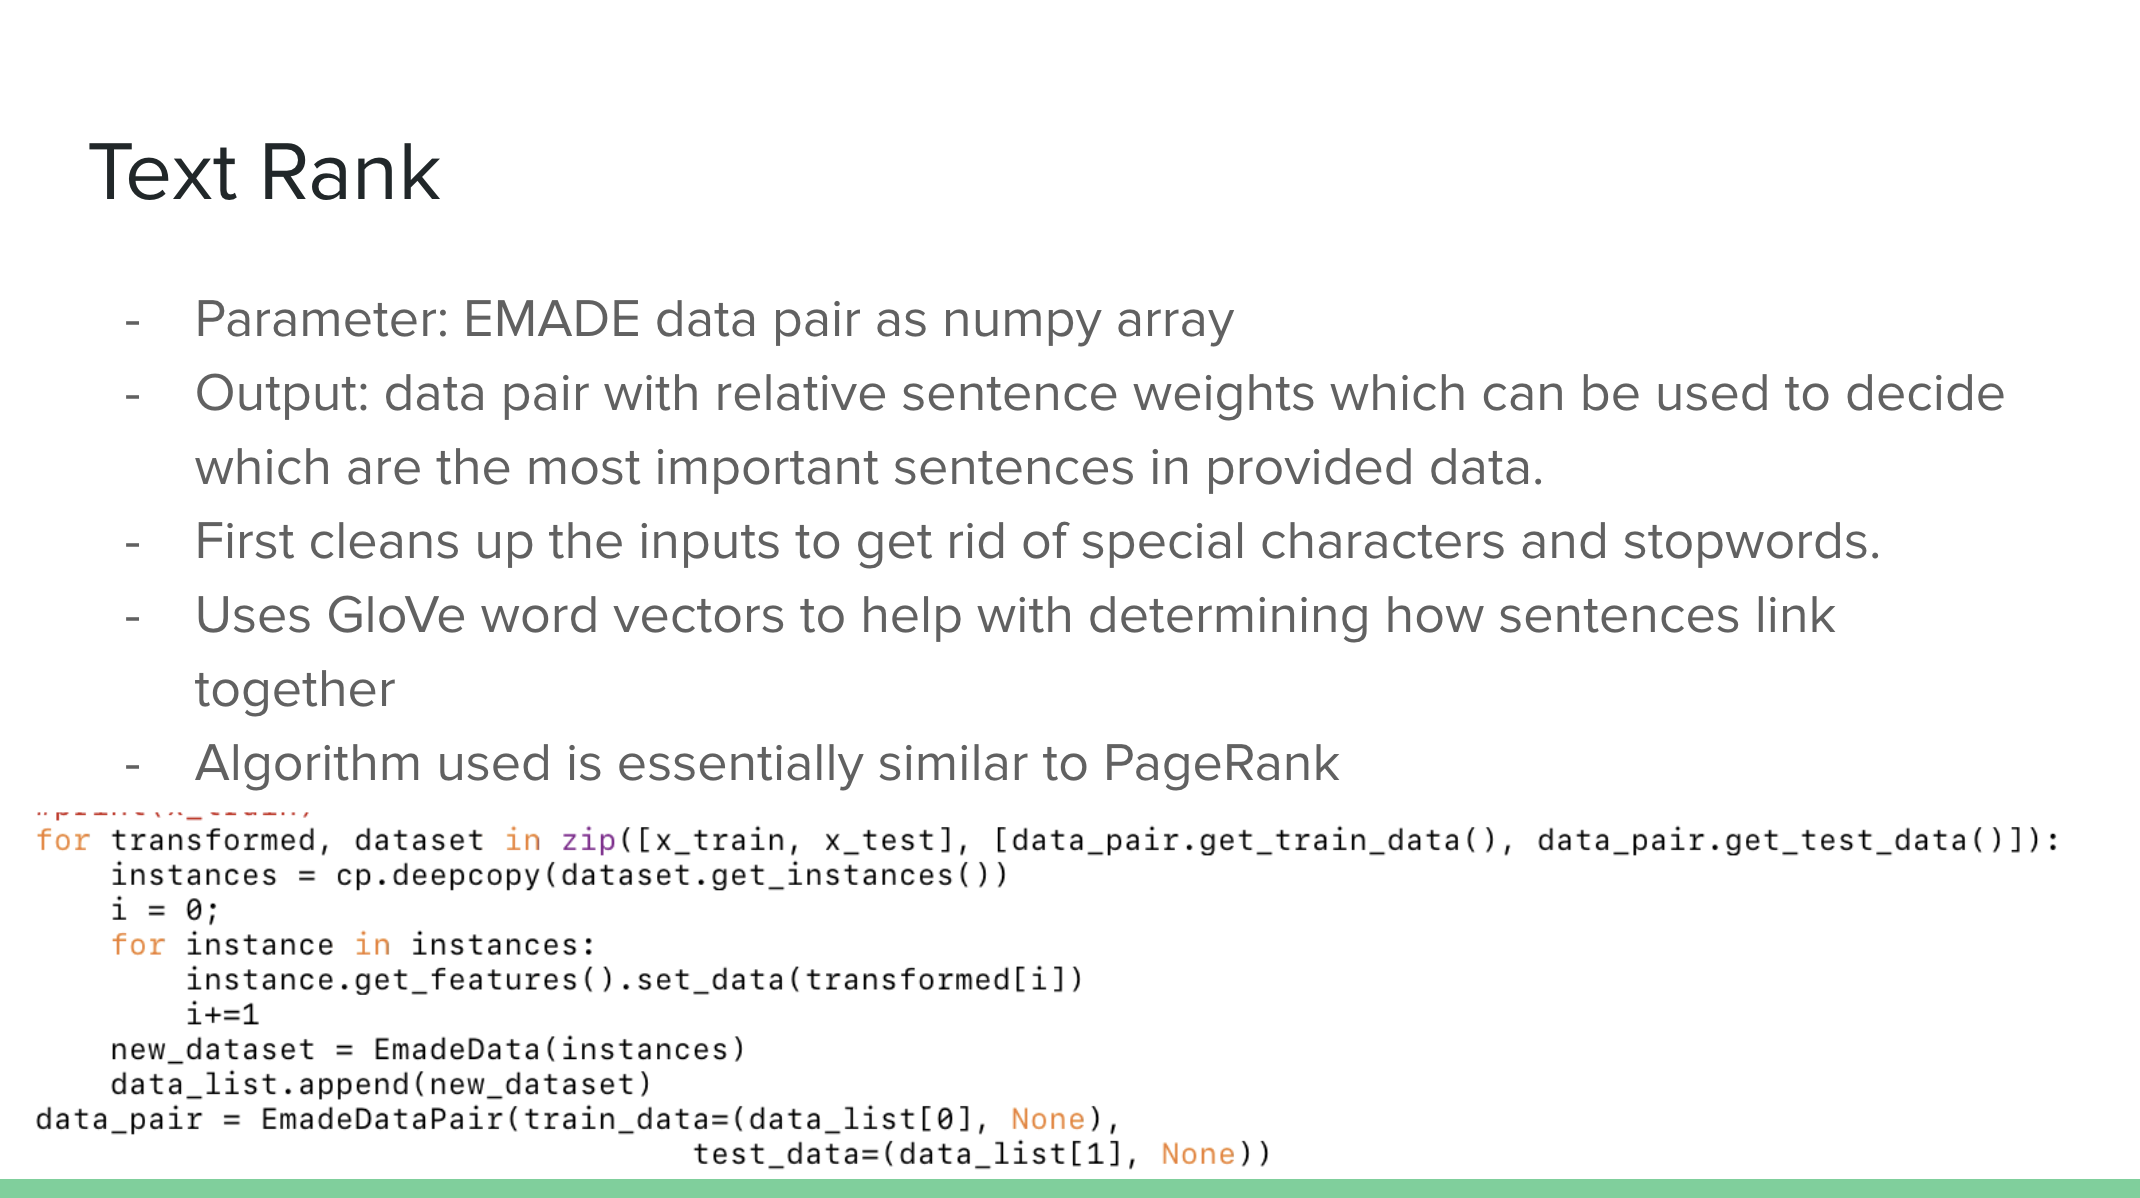 Text Rank
- Parameter: EMADE data pair as numpy array
- Output: data pair with relative sentence weights which can be used to decide
which are the most important sentences in provided data.
- First cleans up the inputs to get rid of special characters and stopwords.
- Uses GloVe word vectors to help with determining how sentences link
together
- Algorithm used is essentially similar to PageRank
#print(x_train)
for transformed, dataset in zip([x_train, x_test], [data_pair.get_train_data(), data_pair.get_test_data()]):
    instances = cp.deepcopy(dataset.get_instances())
    i = 0;
    for instance in instances:
        instance.get_features().set_data(transformed[i])
        i+=1
    new_dataset = EmadeData(instances)
    data_list.append(new_dataset)
data_pair = EmadeDataPair(train_data=(data_list[0], None),
                                   test_data=(data_list[1], None))